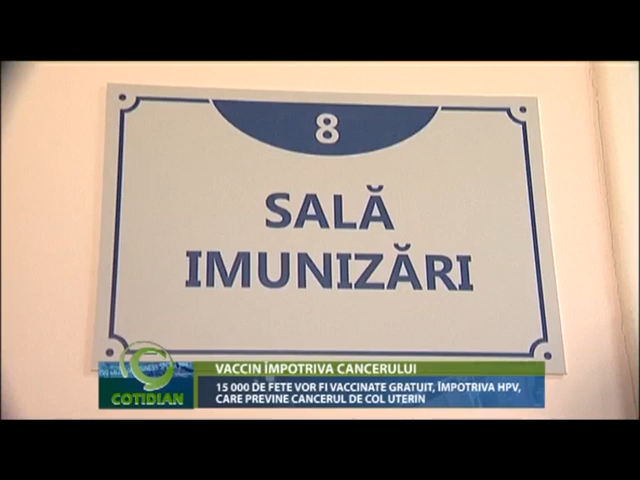 8
SALĂ
IMUNIZĂRI
VACCIN ÎMPOTRIVA CANCERULUI
15 000 DE FETE VOR FI VACCINATE GRATUIT, ÎMPOTRIVA HPV,
CARE PREVINE CANCERUL DE COL UTERIN
COTIDIAN